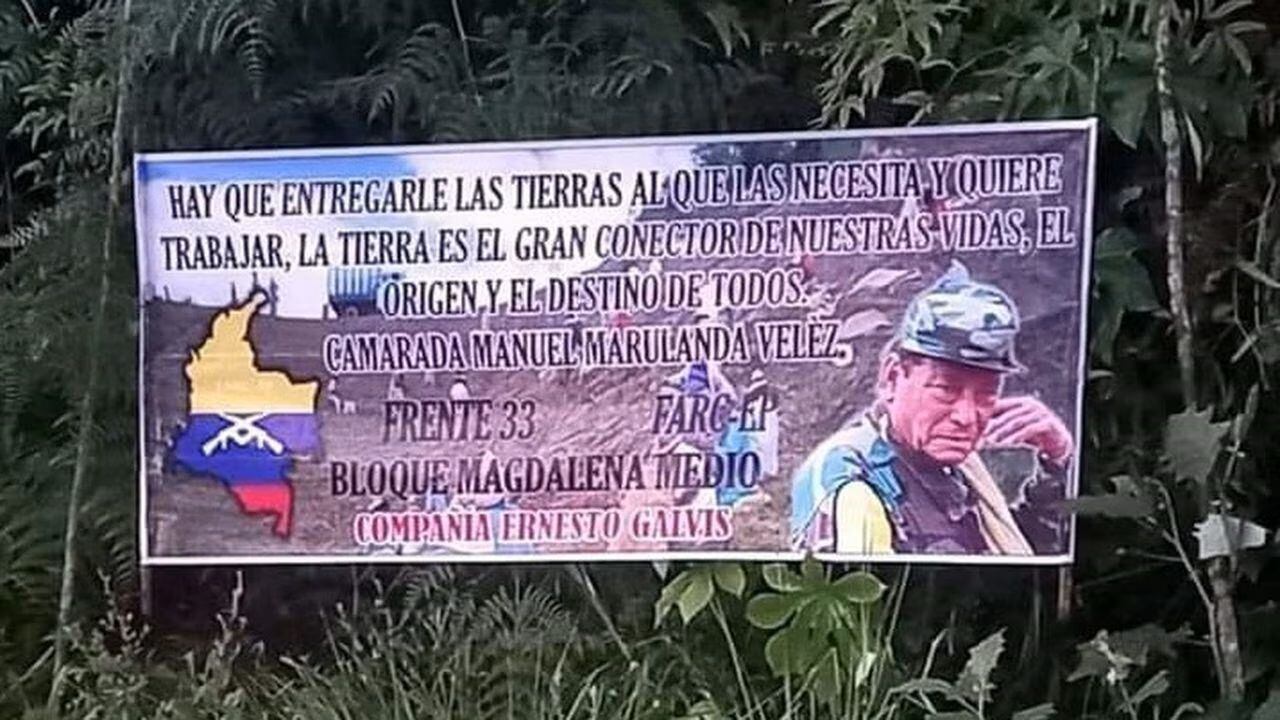 HAY QUE ENTREGARLE LAS TIERRAS AL QUE LAS NECESITA Y QUIERE
TRABAJAR, LA TIERRA ES EL GRAN CONECTOR DE NUESTRAS VIDAS, EL
ORIGEN Y EL DESTINO DE TODOS.
CAMARADA MANUEL MARULANDA VELÉZ.
FRENTE 33 FARC-EP
BLOQUE MAGDALENA MEDIO
COMPAÑIA ERNESTO GALVIS